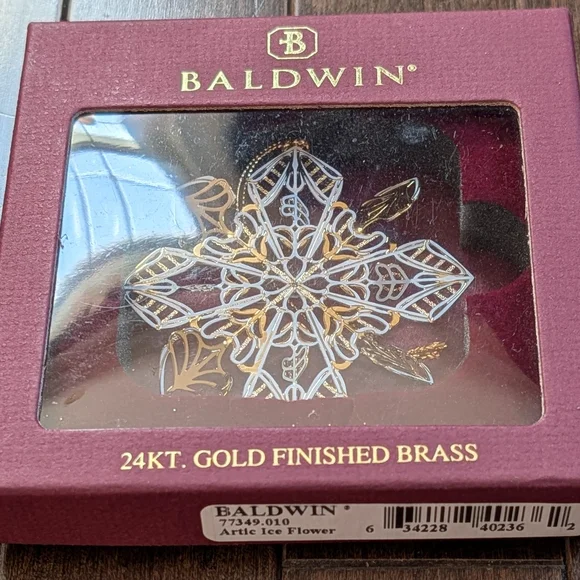 B
BALDWIN®
24KT. GOLD FINISHED BRASS
BALDWIN®
77349.010
Artic Ice Flower
6 34228 40236 2